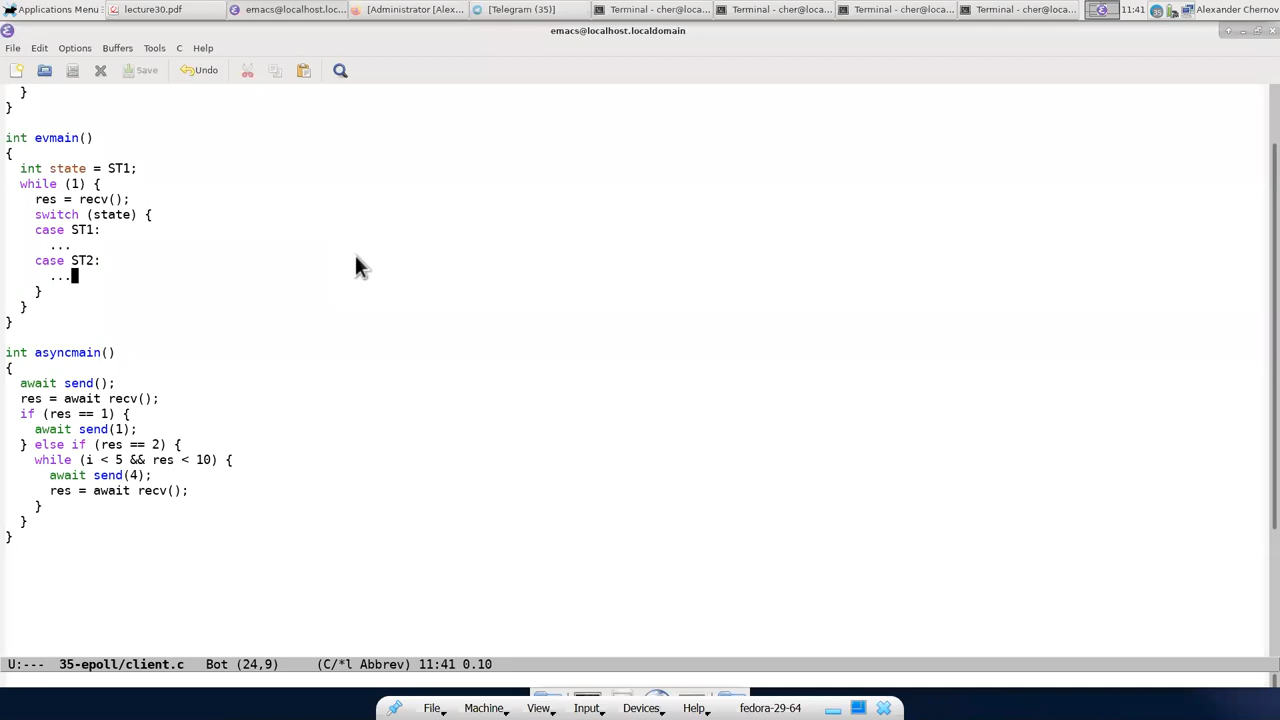 Applications Menu
lecture30.pdf
emacs@localhost.loc...
[Administrator [Alex...
[Telegram (35)]
Terminal - cher@loca...
Terminal - cher@loca...
Terminal - cher@loca...
Terminal - cher@loca...
11:41
35
Alexander Chernov
emacs@localhost.localdomain
File Edit Options Buffers Tools C Help
Save Undo
}
}
int evmain()
{
int state = ST1;
while (1) {
res = recv();
switch (state) {
case ST1:
...
case ST2:
...
}
}
}
int asyncmain()
{
await send();
res = await recv();
if (res == 1) {
await send(1);
} else if (res == 2) {
while (i < 5 && res < 10) {
await send(4);
res = await recv();
}
}
}
U:--- 35-epoll/client.c Bot (24,9) (C/*l Abbrev) 11:41 0.10
File Machine View Input Devices Help fedora-29-64